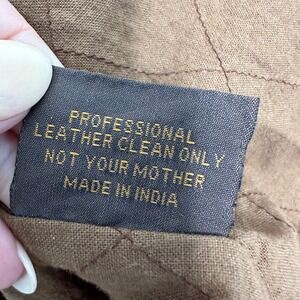 PROFESSIONAL
LEATHER CLEAN ONLY
NOT YOUR MOTHER
MADE IN INDIA